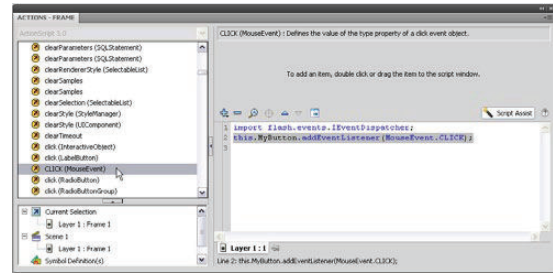 ACTIONS - FRAME
ActionScript 3.0
clearParameters (SQLStatement)
clearParameters (SQLStatement)
clearRendererStyle (SelectableList)
clearSamples
clearSamples
clearSelection (SelectableList)
clearStyle (StyleManager)
clearStyle (UIComponent)
clearTimeout
click (InteractiveObject)
click (LabelButton)
CLICK (MouseEvent)
click (RadioButton)
click (RadioButtonGroup)
Current Selection
Layer 1 : Frame 1
Scene 1
Layer 1 : Frame 1
Symbol Definition(s)
CLICK (MouseEvent) : Defines the value of the type property of a click event object.
To add an item, double click or drag the item to the script window.
Script Assist
1 import flash.events.IEventDispatcher;
2 this.MyButton.addEventListener(MouseEvent.CLICK);
3
Layer 1 : 1
Line 2: this.MyButton.addEventListener(MouseEvent.CLICK);